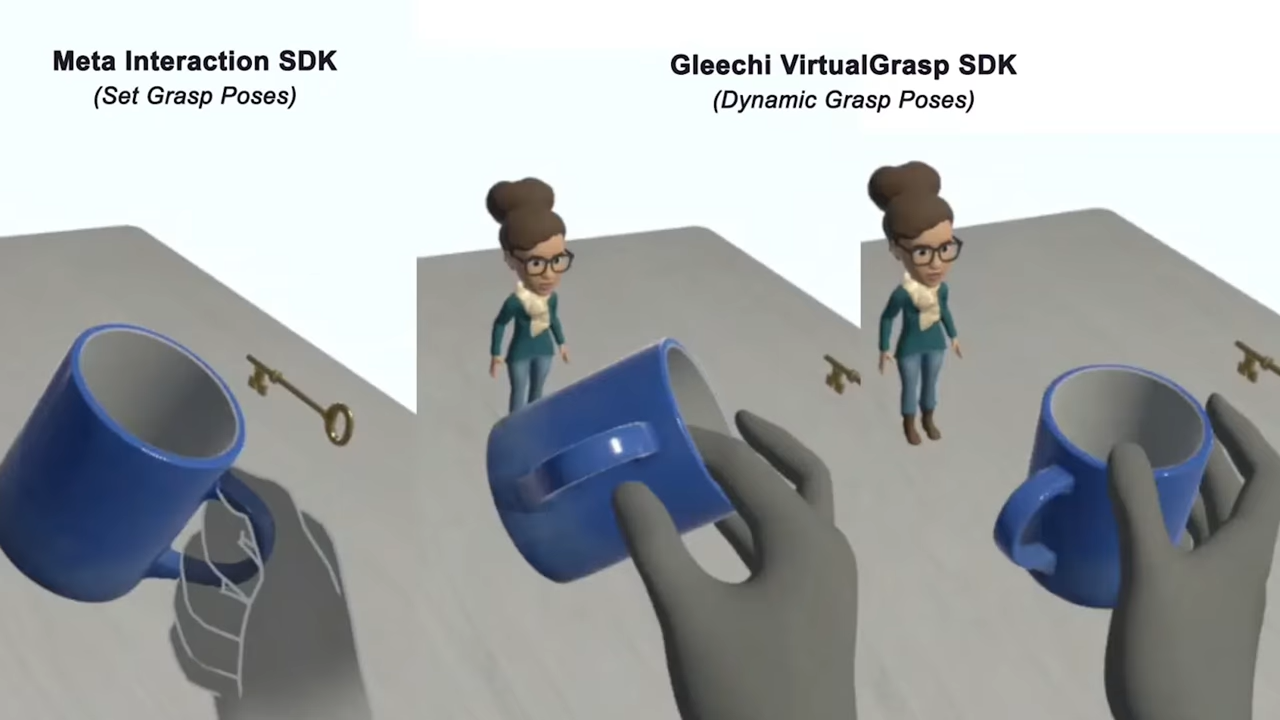 Meta Interaction SDK
(Set Grasp Poses)
Gleechi VirtualGrasp SDK
(Dynamic Grasp Poses)